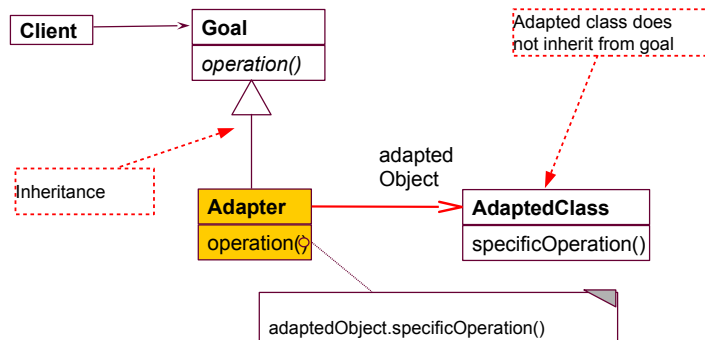 Client
Goal
operation()
Adapted class does
not inherit from goal
Inheritance
adapted
Object
Adapter
operation()
AdaptedClass
specificOperation()
adaptedObject.specificOperation()